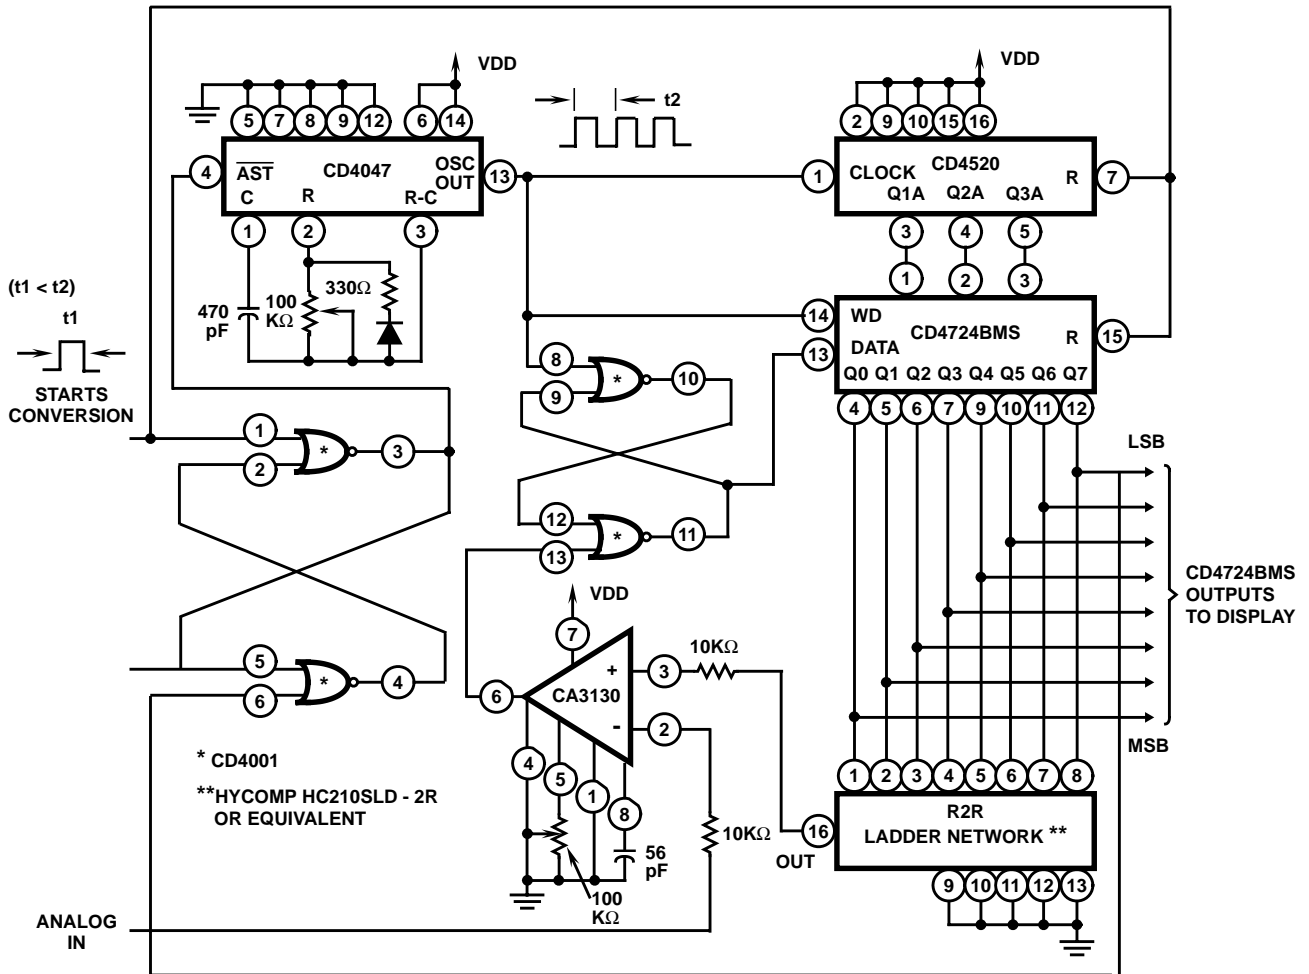 VDD
5 7 8 9 12 6 14
4 AST CD4047 OSC OUT 13
C R R-C
1 2 3
470 pF
100 KΩ
330Ω
t2
VDD
2 9 10 15 16
1 CLOCK CD4520 R 7
Q1A Q2A Q3A
3 4 5
1 2 3
14 WD CD4724BMS R 15
13 DATA
Q0 Q1 Q2 Q3 Q4 Q5 Q6 Q7
4 5 6 7 9 10 11 12
(t1 < t2)
t1
STARTS
CONVERSION
1
2
* 3
5
6
* 4
8
9
* 10
12
13
* 11
LSB
CD4724BMS
OUTPUTS
TO DISPLAY
MSB
VDD
7
6 CA3130 + 3 10KΩ
- 2
4 5 1 8
10KΩ
56 pF
100 KΩ
* CD4001
**HYCOMP HC210SLD - 2R
OR EQUIVALENT
1 2 3 4 5 6 7 8
R2R
LADDER NETWORK **
16
OUT
9 10 11 12 13
ANALOG
IN